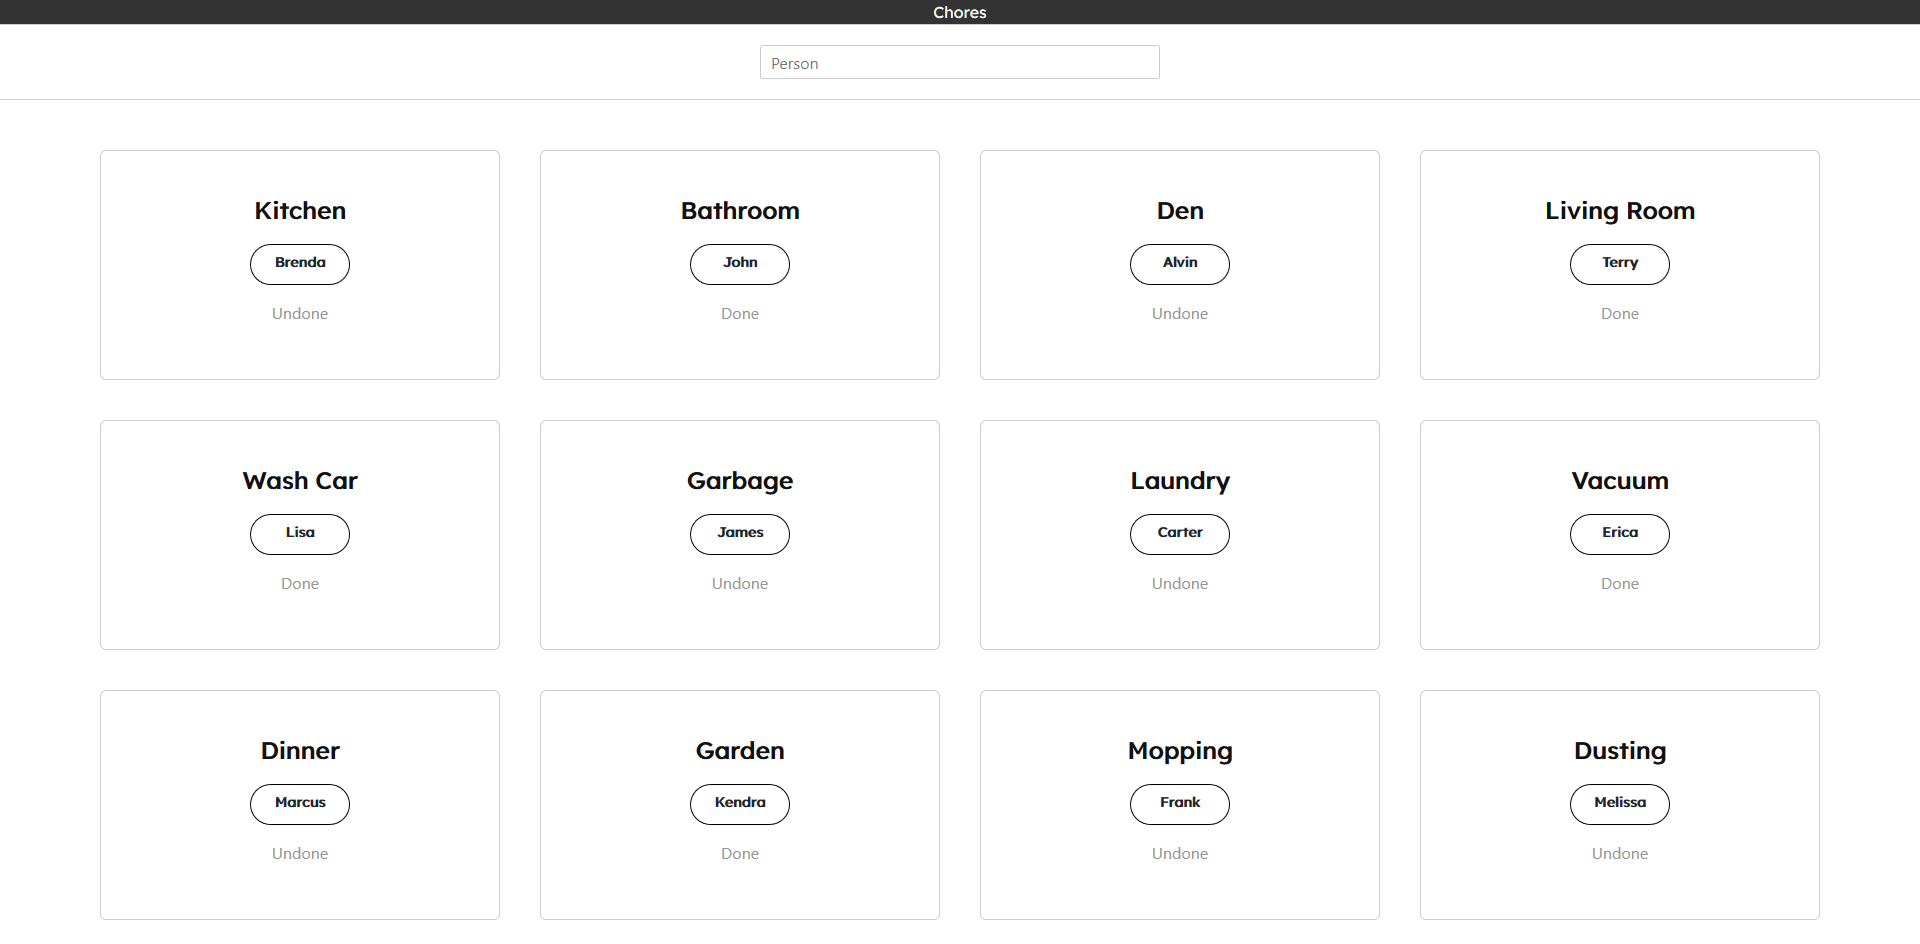 Chores
Person
Kitchen
Brenda
Undone
Bathroom
John
Done
Den
Alvin
Undone
Living Room
Terry
Done
Wash Car
Lisa
Done
Garbage
James
Undone
Laundry
Carter
Undone
Vacuum
Erica
Done
Dinner
Marcus
Undone
Garden
Kendra
Done
Mopping
Frank
Undone
Dusting
Melissa
Undone